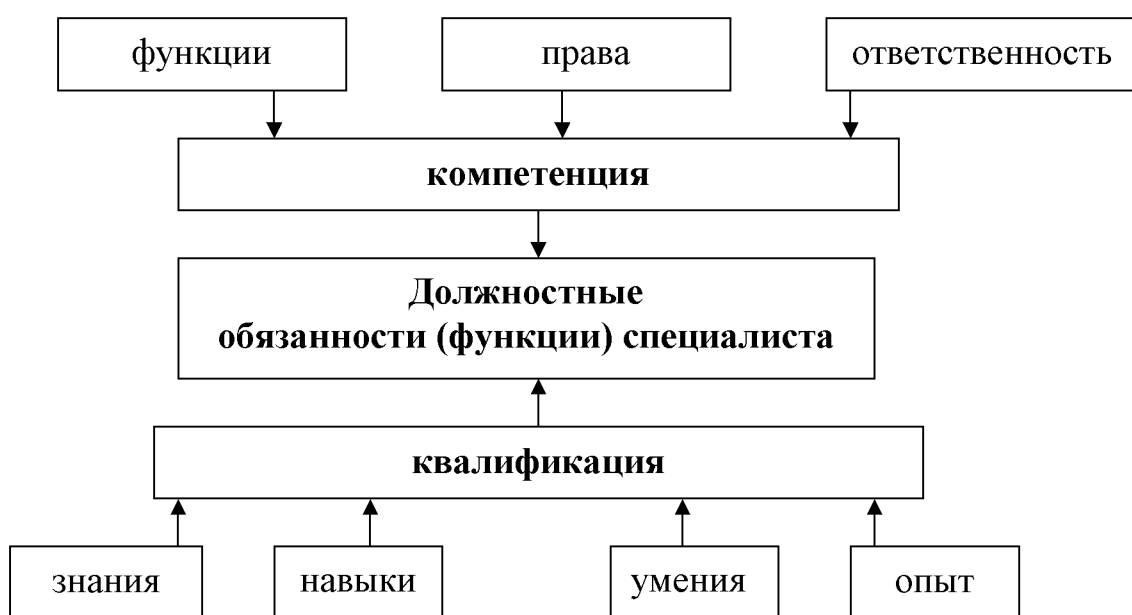 функции
права
ответственность
компетенция
Должностные
обязанности (функции) специалиста
квалификация
знания
навыки
умения
опыт